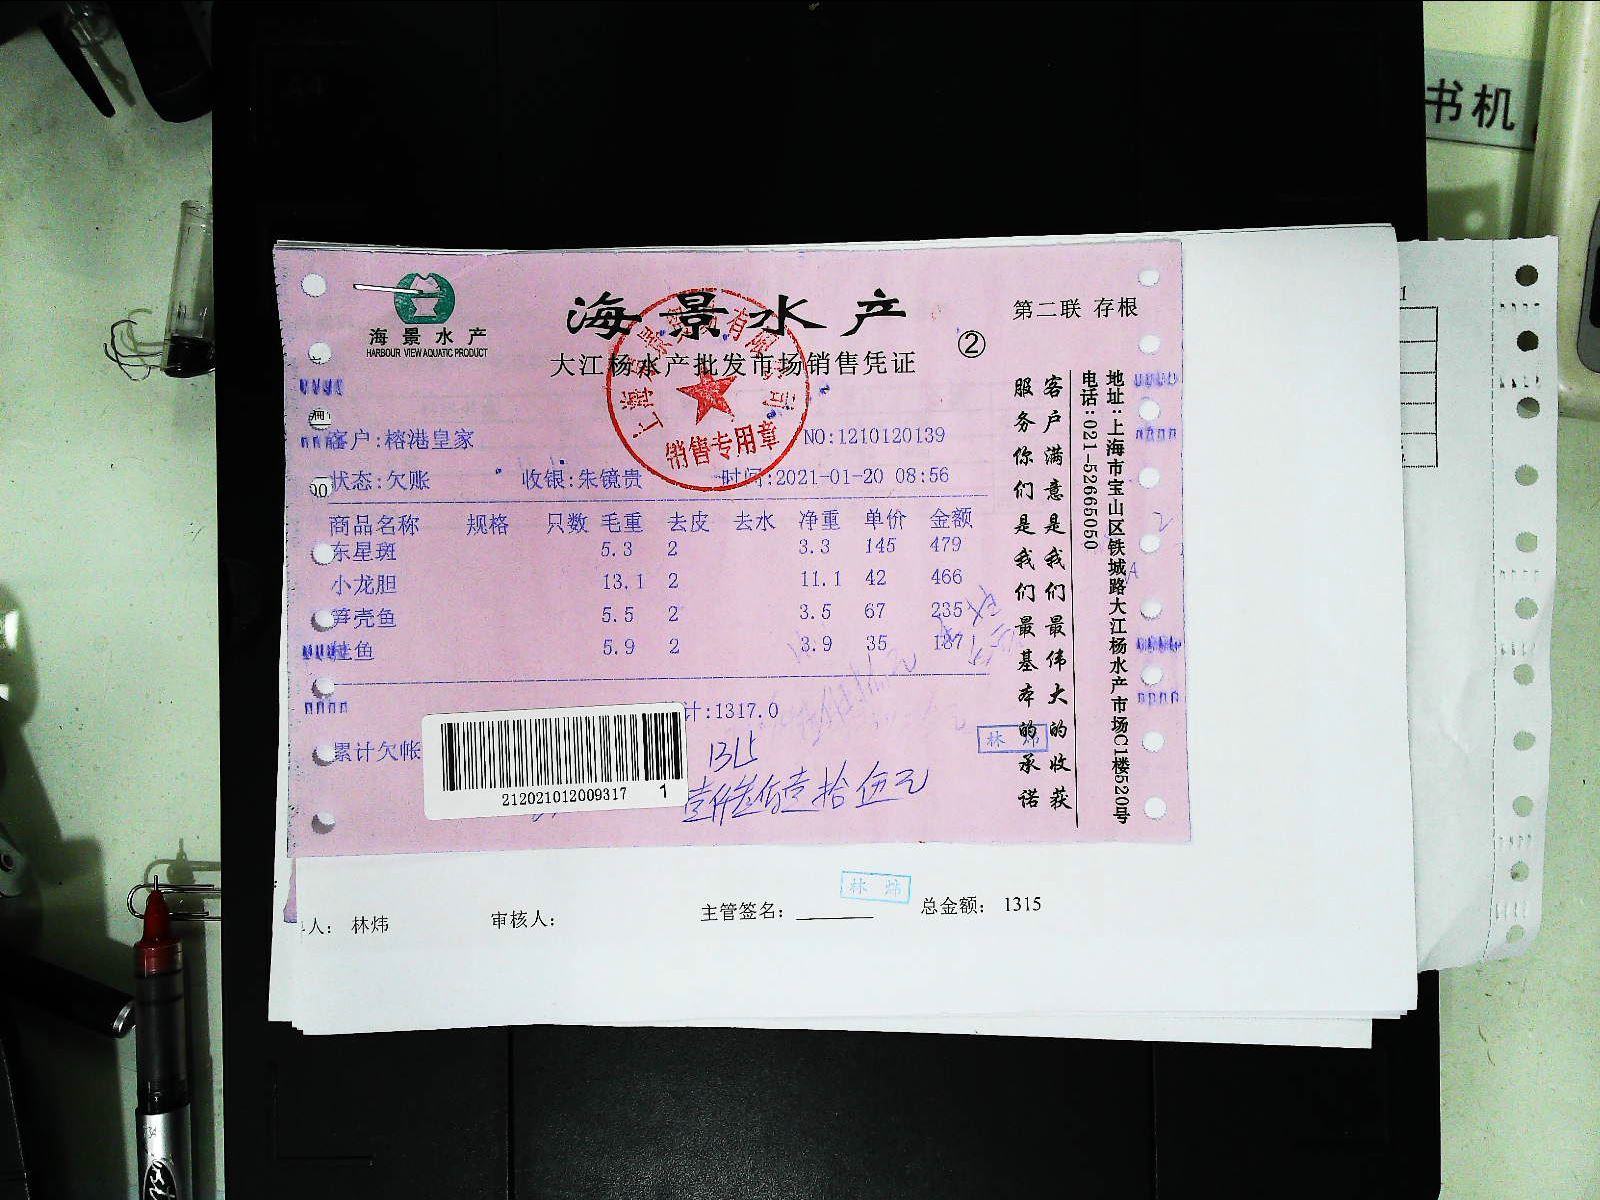 书机
海景水产
HARBOUR VIEW AQUATIC PRODUCT
海景水产
大江杨水产批发市场销售凭证
②
第二联 存根
销售专用章
客户:榕港皇家
NO:1210120139
状态:欠账 收银:朱镜贵 时间:2021-01-20 08:56
商品名称 规格 只数 毛重 去皮 去水 净重 单价 金额
东星斑 5.3 2 3.3 145 479
小龙胆 13.1 2 11.1 42 466
笋壳鱼 5.5 2 3.5 67 235
桂鱼 5.9 2 3.9 35 137
计:1317.0
累计欠帐
1315
壹仟叁佰壹拾伍元
212021012009317 1
林 炜
客户满意是我们最伟大的收获
服务你们是我们最基本的承诺
地址:上海市宝山区铁城路大江杨水产市场C1楼520号
电话:021-52665050
人: 林炜 审核人: 主管签名: 总金额: 1315
林 炜